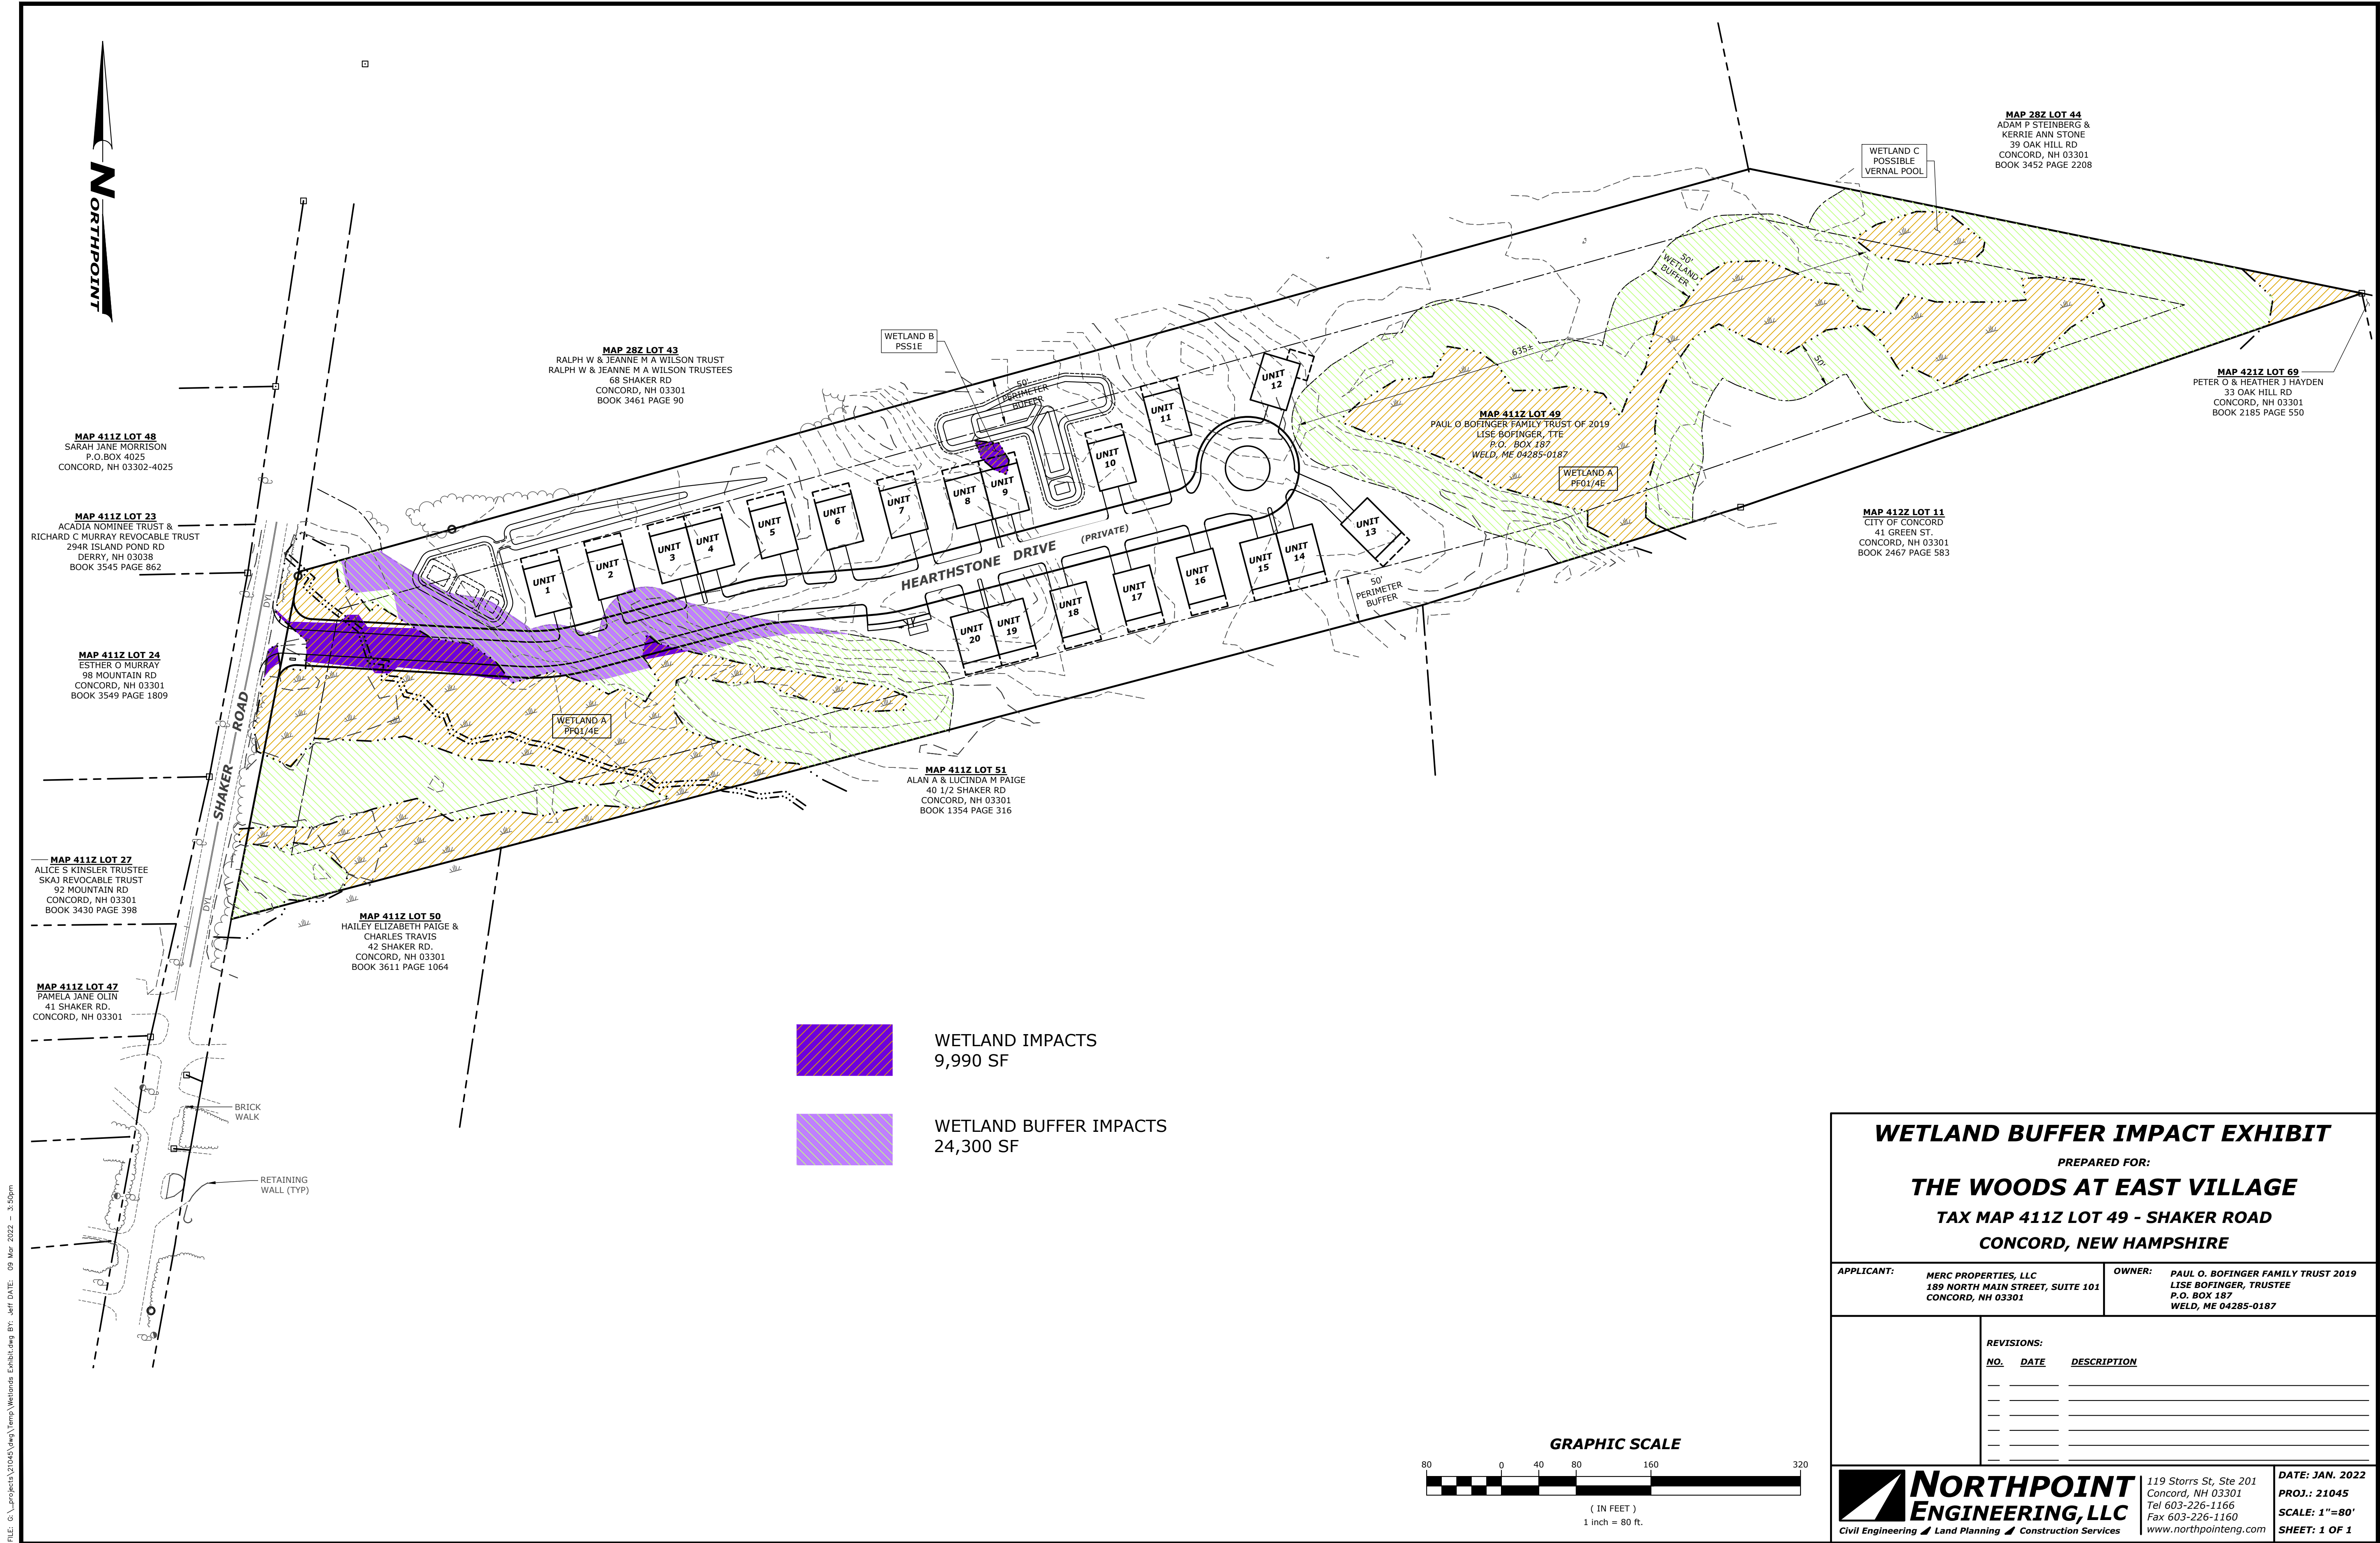 NORTHPOINT
MAP 28Z LOT 44
ADAM P STEINBERG &
KERRIE ANN STONE
39 OAK HILL RD
CONCORD, NH 03301
BOOK 3452 PAGE 2208
WETLAND C
POSSIBLE
VERNAL POOL
50'
WETLAND
BUFFER
635±
50'
MAP 28Z LOT 43
RALPH W & JEANNE M A WILSON TRUST
RALPH W & JEANNE M A WILSON TRUSTEES
68 SHAKER RD
CONCORD, NH 03301
BOOK 3461 PAGE 90
WETLAND B
PSS1E
50'
PERIMETER
BUFFER
MAP 421Z LOT 69
PETER O & HEATHER J HAYDEN
33 OAK HILL RD
CONCORD, NH 03301
BOOK 2185 PAGE 550
MAP 411Z LOT 49
PAUL O BOFINGER FAMILY TRUST OF 2019
LISE BOFINGER, TTE
P.O. BOX 187
WELD, ME 04285-0187
WETLAND A
PF01/4E
MAP 412Z LOT 11
CITY OF CONCORD
41 GREEN ST.
CONCORD, NH 03301
BOOK 2467 PAGE 583
MAP 411Z LOT 48
SARAH JANE MORRISON
P.O.BOX 4025
CONCORD, NH 03302-4025
MAP 411Z LOT 23
ACADIA NOMINEE TRUST &
RICHARD C MURRAY REVOCABLE TRUST
294R ISLAND POND RD
DERRY, NH 03038
BOOK 3545 PAGE 862
MAP 411Z LOT 24
ESTHER O MURRAY
98 MOUNTAIN RD
CONCORD, NH 03301
BOOK 3549 PAGE 1809
UNIT
1
UNIT
2
UNIT
3
UNIT
4
UNIT
5
UNIT
6
UNIT
7
UNIT
8
UNIT
9
UNIT
10
UNIT
11
UNIT
12
UNIT
13
UNIT
14
UNIT
15
UNIT
16
UNIT
17
UNIT
18
UNIT
19
UNIT
20
HEARTHSTONE DRIVE (PRIVATE)
50'
PERIMETER
BUFFER
DYL
SHAKER ROAD
DYL
WETLAND A
PF01/4E
MAP 411Z LOT 51
ALAN A & LUCINDA M PAIGE
40 1/2 SHAKER RD
CONCORD, NH 03301
BOOK 1354 PAGE 316
MAP 411Z LOT 27
ALICE S KINSLER TRUSTEE
SKAJ REVOCABLE TRUST
92 MOUNTAIN RD
CONCORD, NH 03301
BOOK 3430 PAGE 398
MAP 411Z LOT 50
HAILEY ELIZABETH PAIGE &
CHARLES TRAVIS
42 SHAKER RD.
CONCORD, NH 03301
BOOK 3611 PAGE 1064
MAP 411Z LOT 47
PAMELA JANE OLIN
41 SHAKER RD.
CONCORD, NH 03301
BRICK
WALK
RETAINING
WALL (TYP)
WETLAND IMPACTS
9,990 SF
WETLAND BUFFER IMPACTS
24,300 SF
GRAPHIC SCALE
80 0 40 80 160 320
( IN FEET )
1 inch = 80 ft.
WETLAND BUFFER IMPACT EXHIBIT
PREPARED FOR:
THE WOODS AT EAST VILLAGE
TAX MAP 411Z LOT 49 - SHAKER ROAD
CONCORD, NEW HAMPSHIRE
APPLICANT:
MERC PROPERTIES, LLC
189 NORTH MAIN STREET, SUITE 101
CONCORD, NH 03301
OWNER:
PAUL O. BOFINGER FAMILY TRUST 2019
LISE BOFINGER, TRUSTEE
P.O. BOX 187
WELD, ME 04285-0187
REVISIONS:
NO. DATE DESCRIPTION
NORTHPOINT
ENGINEERING, LLC
Civil Engineering Land Planning Construction Services
119 Storrs St, Ste 201
Concord, NH 03301
Tel 603-226-1166
Fax 603-226-1160
www.northpointeng.com
DATE: JAN. 2022
PROJ.: 21045
SCALE: 1"=80'
SHEET: 1 OF 1
FILE: G:\_projects\21045\dwg\Temp\Wetlands Exhibit.dwg BY: Jeff DATE: 09 Mar 2022 - 3:50pm